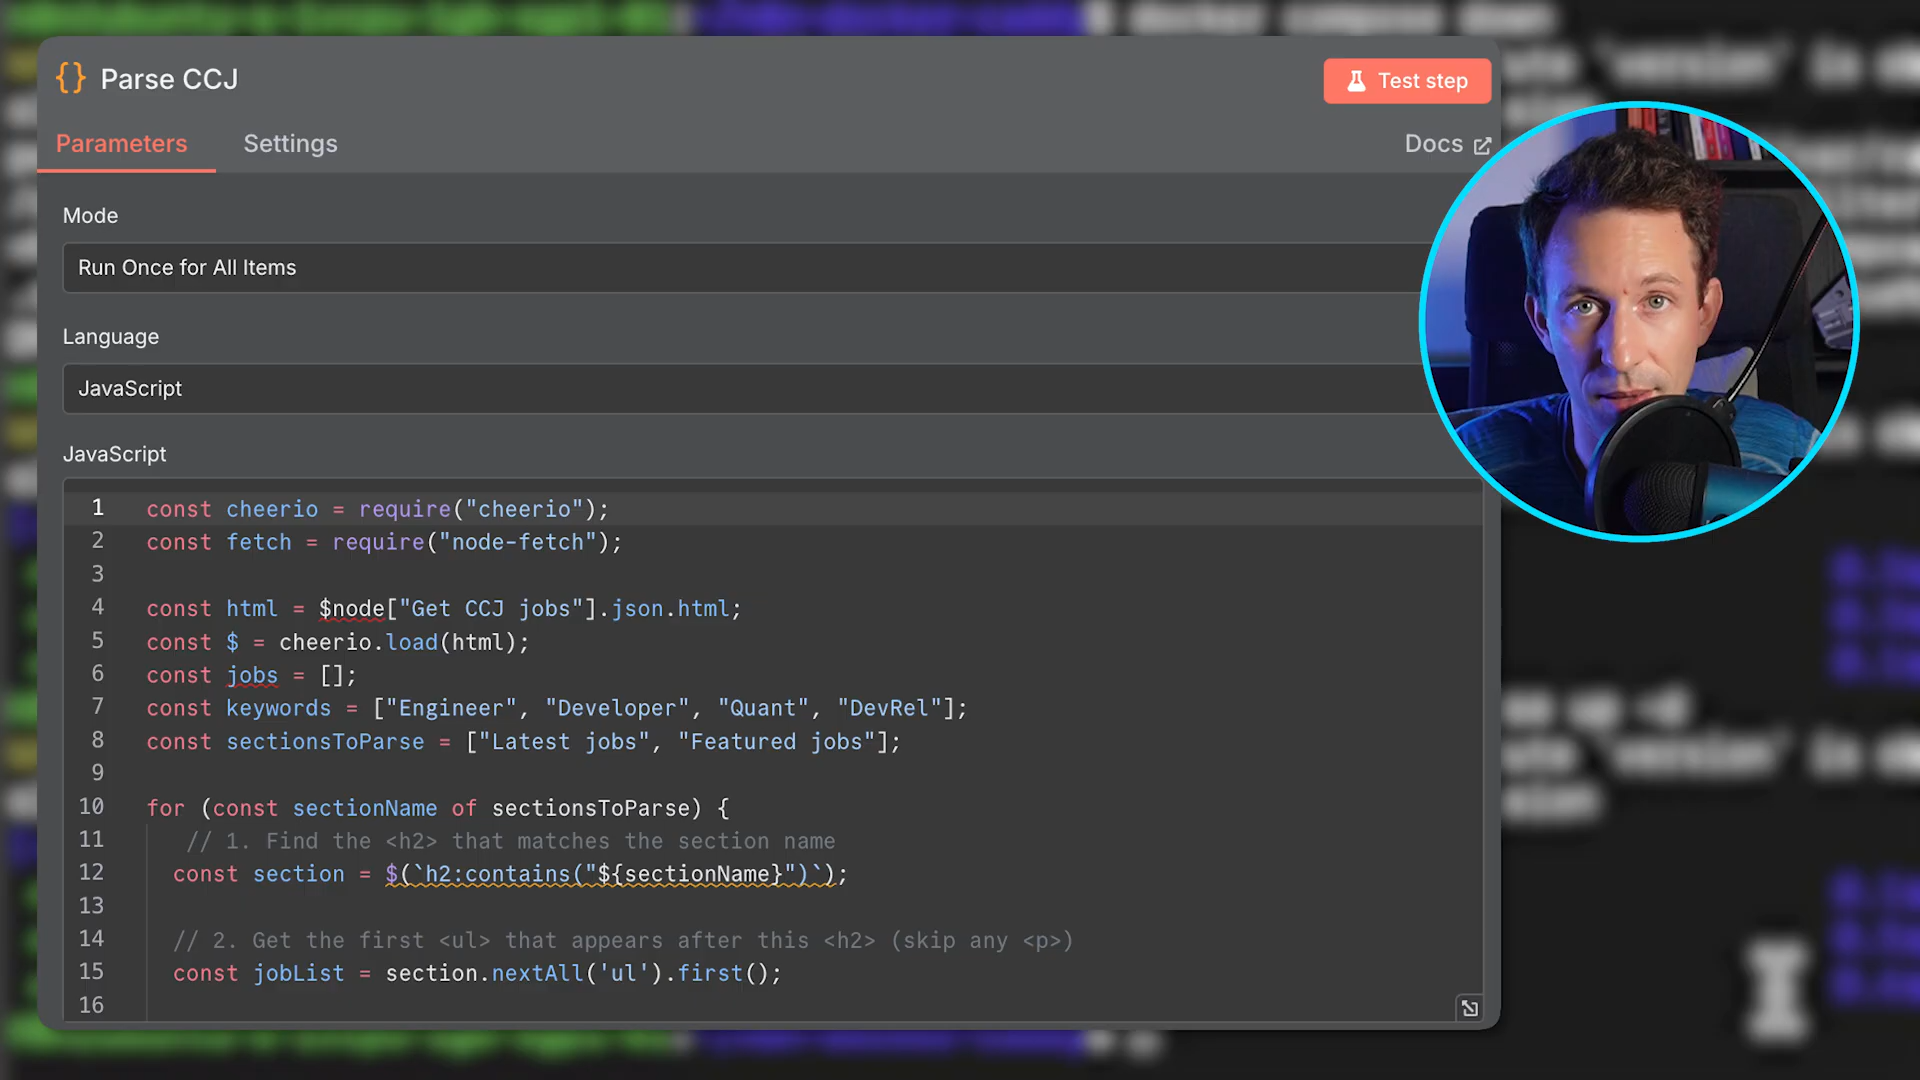 docker compose down
{} Parse CCJ
Test step
Parameters
Settings
Docs
Mode
Run Once for All Items
Language
JavaScript
JavaScript
1 const cheerio = require("cheerio");
2 const fetch = require("node-fetch");
3
4 const html = $node["Get CCJ jobs"].json.html;
5 const $ = cheerio.load(html);
6 const jobs = [];
7 const keywords = ["Engineer", "Developer", "Quant", "DevRel"];
8 const sectionsToParse = ["Latest jobs", "Featured jobs"];
9
10 for (const sectionName of sectionsToParse) {
11 // 1. Find the <h2> that matches the section name
12 const section = $(`h2:contains("${sectionName}")`);
13
14 // 2. Get the first <ul> that appears after this <h2> (skip any <p>)
15 const jobList = section.nextAll('ul').first();
16